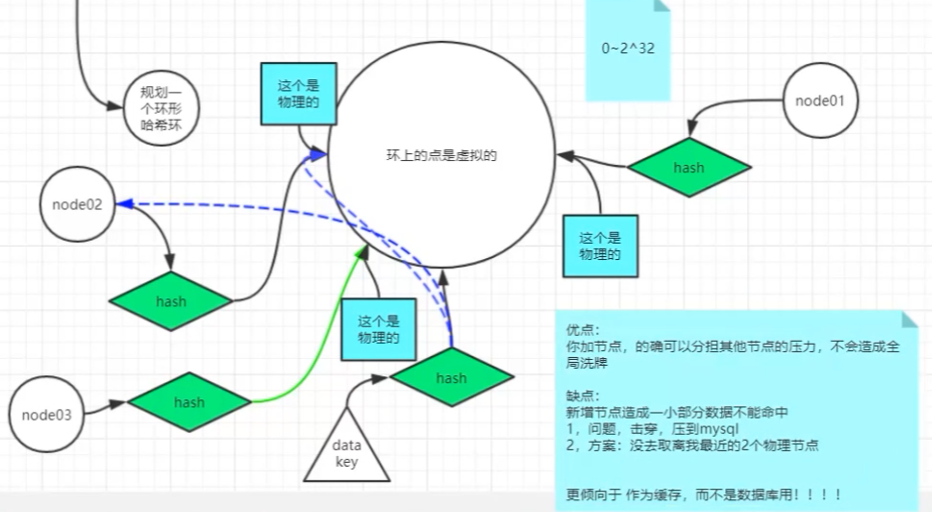 0~2^32
规划一
个环形
哈希环
这个是
物理的
环上的点是虚拟的
node01
hash
node02
这个是
物理的
hash
这个是
物理的
node03
hash
hash
data
key
优点:
你加节点，的确可以分担其他节点的压力，不会造成全
局洗牌
缺点:
新增节点造成一小部分数据不能命中
1，问题，击穿，压到mysql
2，方案：没去取离我最近的2个物理节点
更倾向于 作为缓存，而不是数据库用！！！！